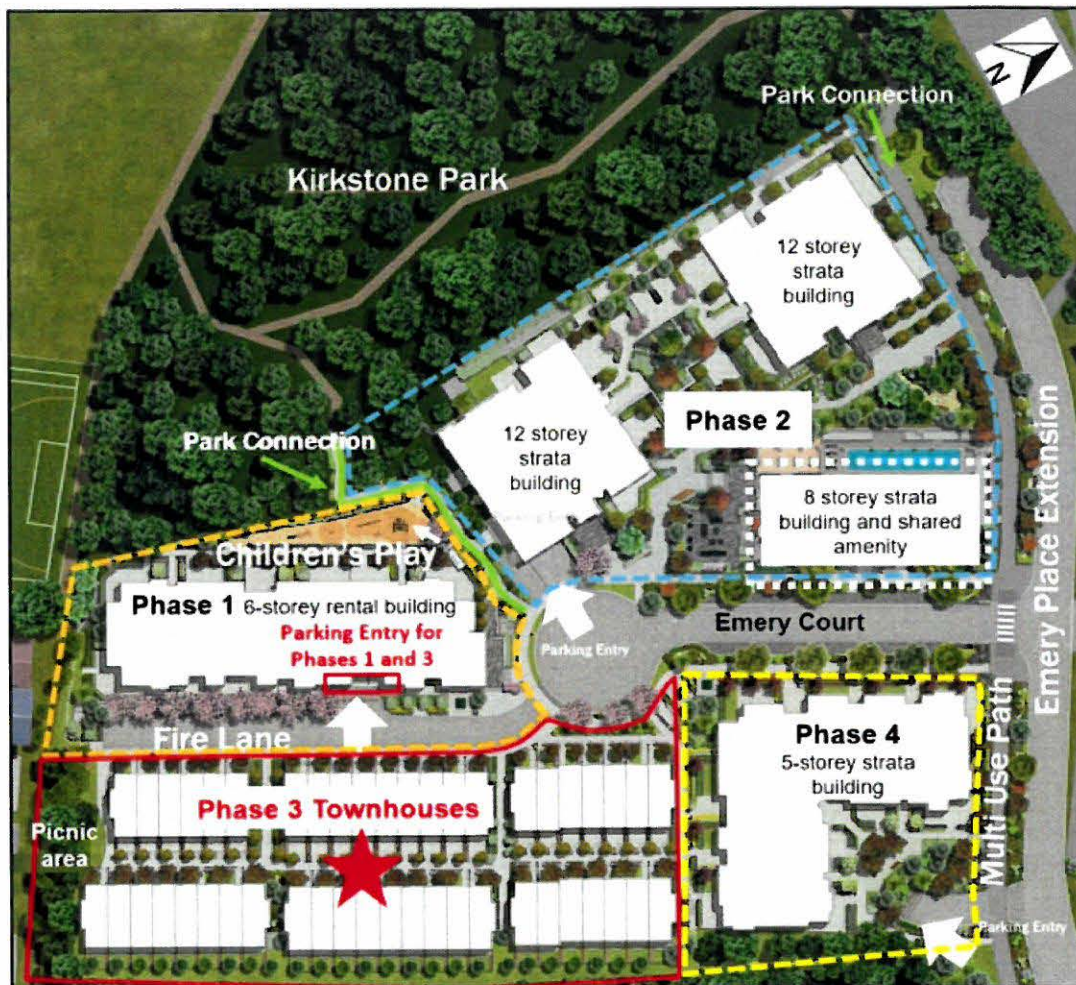 N
Park Connection
Kirkstone Park
12 storey
strata
building
Phase 2
12 storey
strata
building
Park Connection
8 storey strata
building and shared
amenity
Children's Play
Phase 1 6-storey rental building
Parking Entry for
Phases 1 and 3
Parking Entry
Emery Court
Emery Place Extension
Fire Lane
Phase 4
5-storey strata
building
Multi Use Path
Phase 3 Townhouses
Picnic
area
Parking Entry